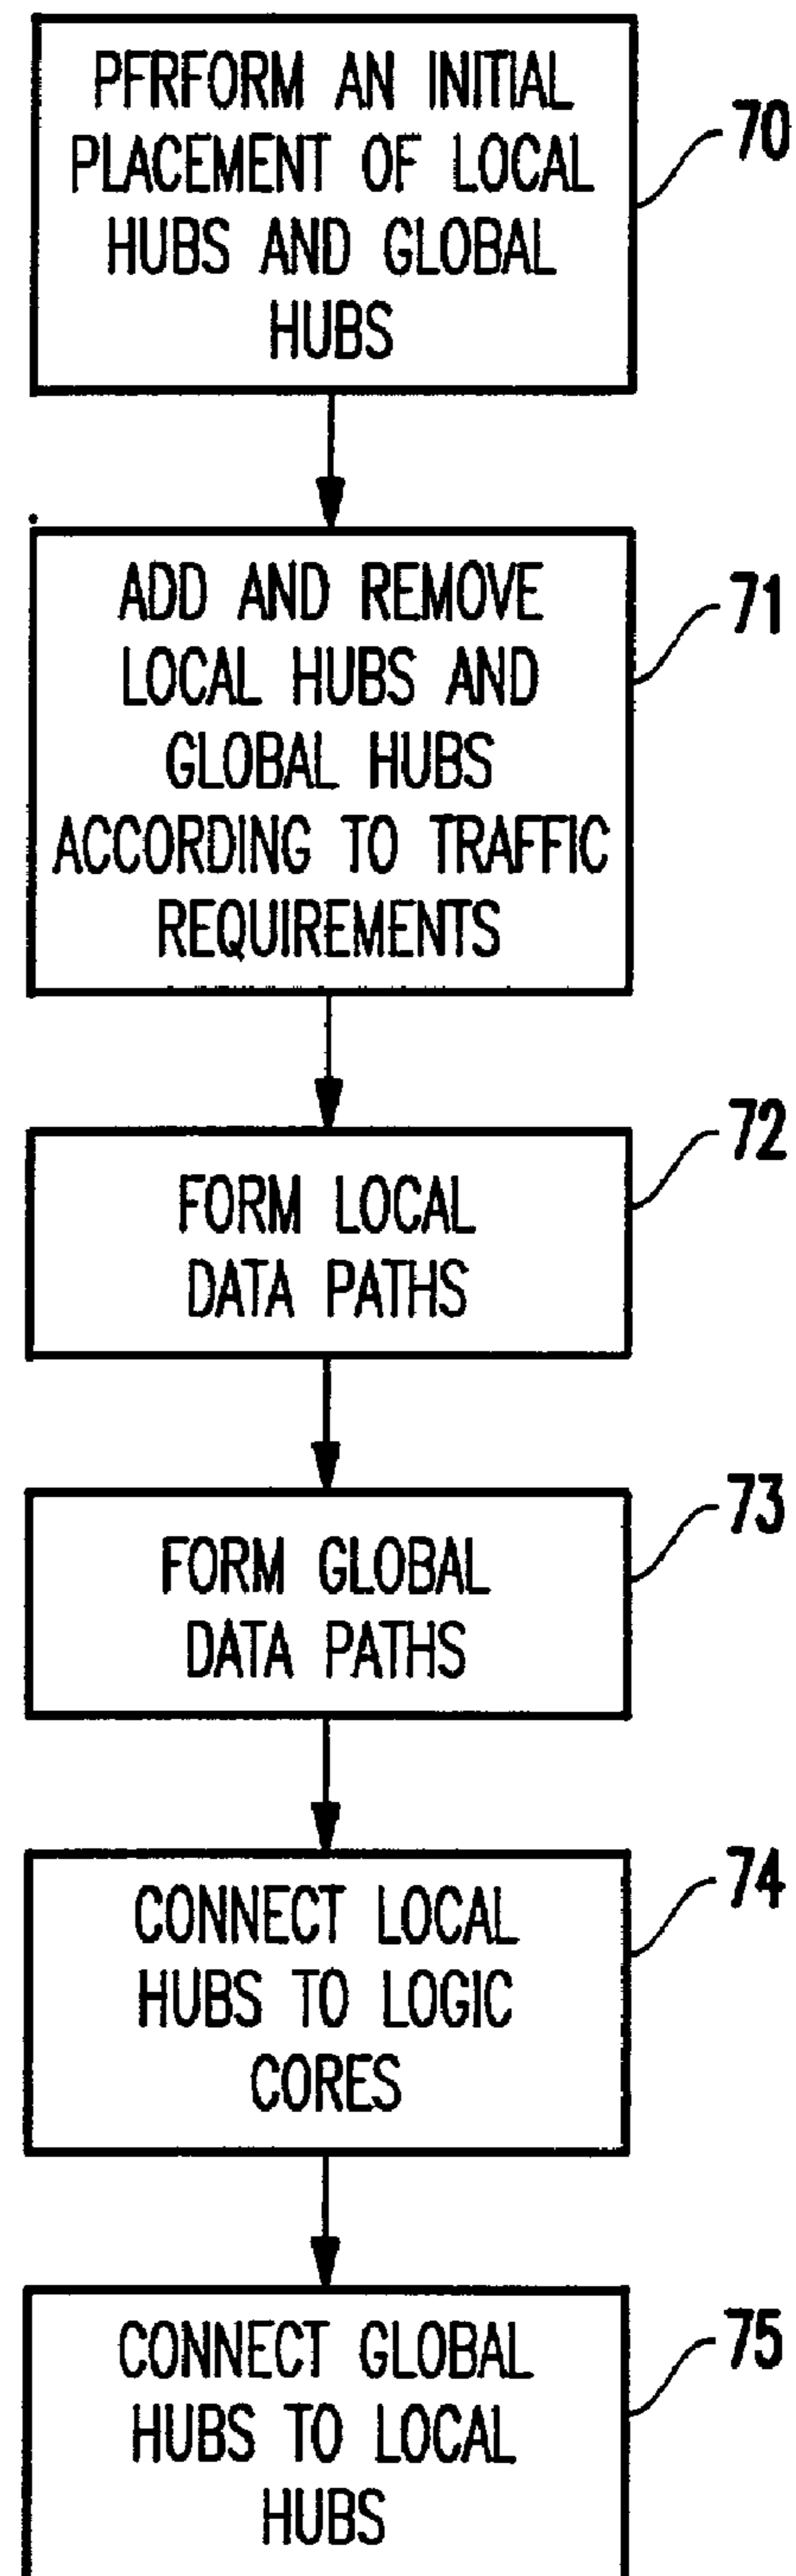 PFRFORM AN INITIAL
PLACEMENT OF LOCAL
HUBS AND GLOBAL
HUBS
70
ADD AND REMOVE
LOCAL HUBS AND
GLOBAL HUBS
ACCORDING TO TRAFFIC
REQUIREMENTS
71
FORM LOCAL
DATA PATHS
72
FORM GLOBAL
DATA PATHS
73
CONNECT LOCAL
HUBS TO LOGIC
CORES
74
CONNECT GLOBAL
HUBS TO LOCAL
HUBS
75